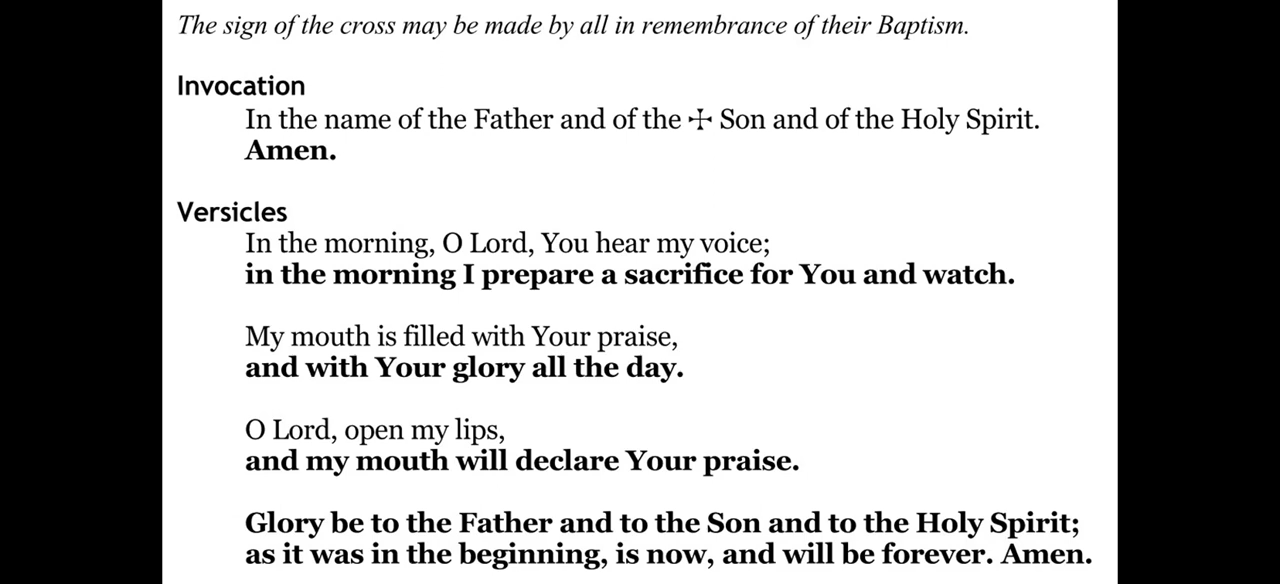 The sign of the cross may be made by all in remembrance of their Baptism.
Invocation
In the name of the Father and of the ☩ Son and of the Holy Spirit.
Amen.
Versicles
In the morning, O Lord, You hear my voice;
in the morning I prepare a sacrifice for You and watch.
My mouth is filled with Your praise,
and with Your glory all the day.
O Lord, open my lips,
and my mouth will declare Your praise.
Glory be to the Father and to the Son and to the Holy Spirit;
as it was in the beginning, is now, and will be forever. Amen.